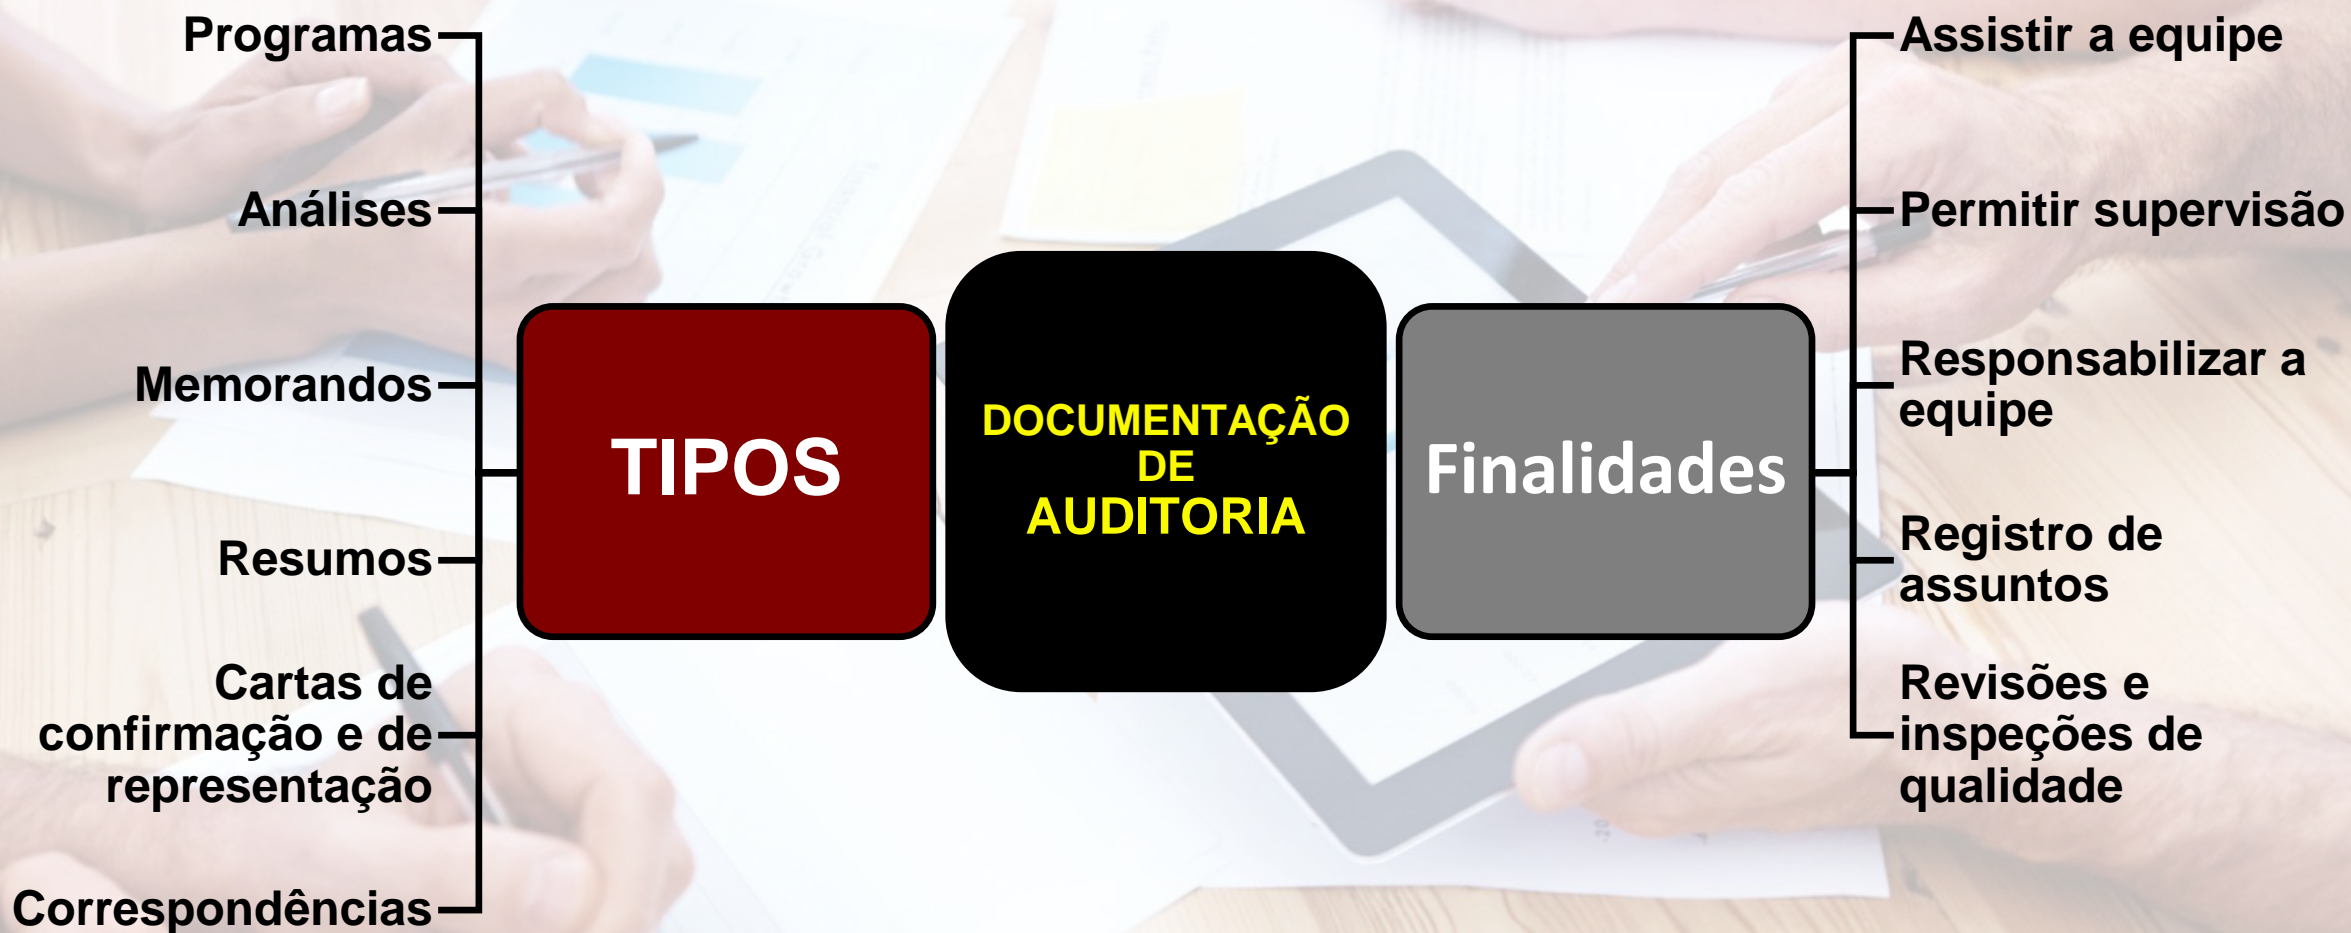 Programas
Análises
Memorandos
Resumos
Cartas de
confirmação e de
representação
Correspondências
TIPOS
DOCUMENTAÇÃO
DE
AUDITORIA
Finalidades
Assistir a equipe
Permitir supervisão
Responsabilizar a
equipe
Registro de
assuntos
Revisões e
inspeções de
qualidade